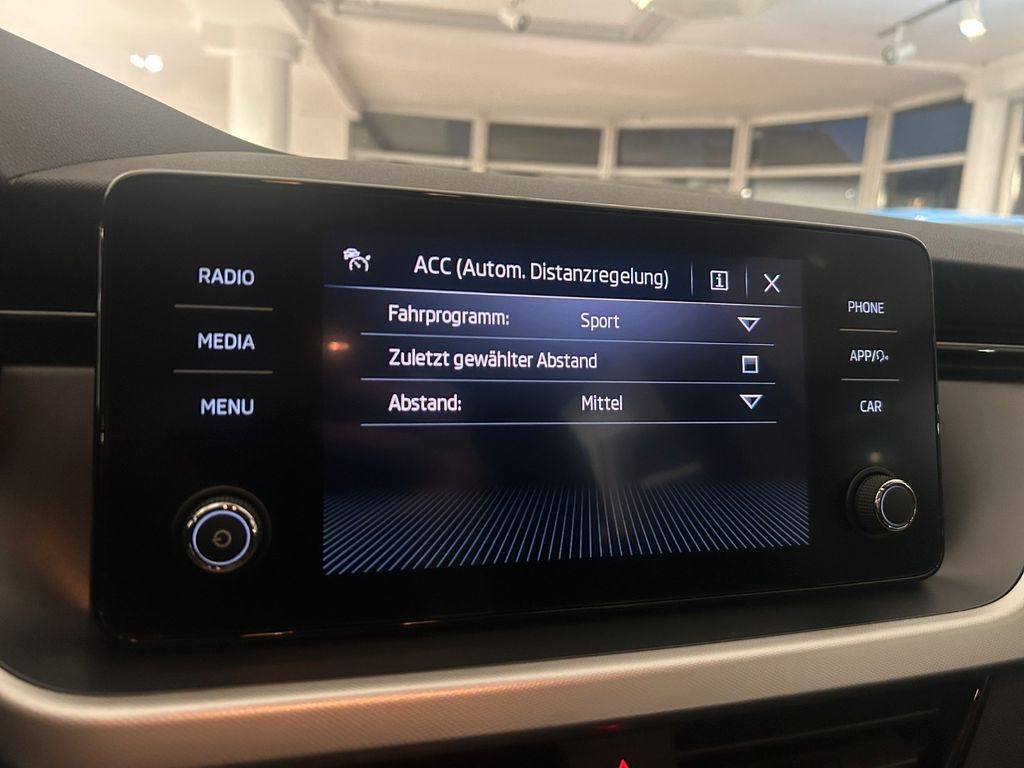 RADIO
MEDIA
MENU
ACC (Autom. Distanzregelung)
Fahrprogramm: Sport
Zuletzt gewählter Abstand
Abstand: Mittel
PHONE
APP/
CAR